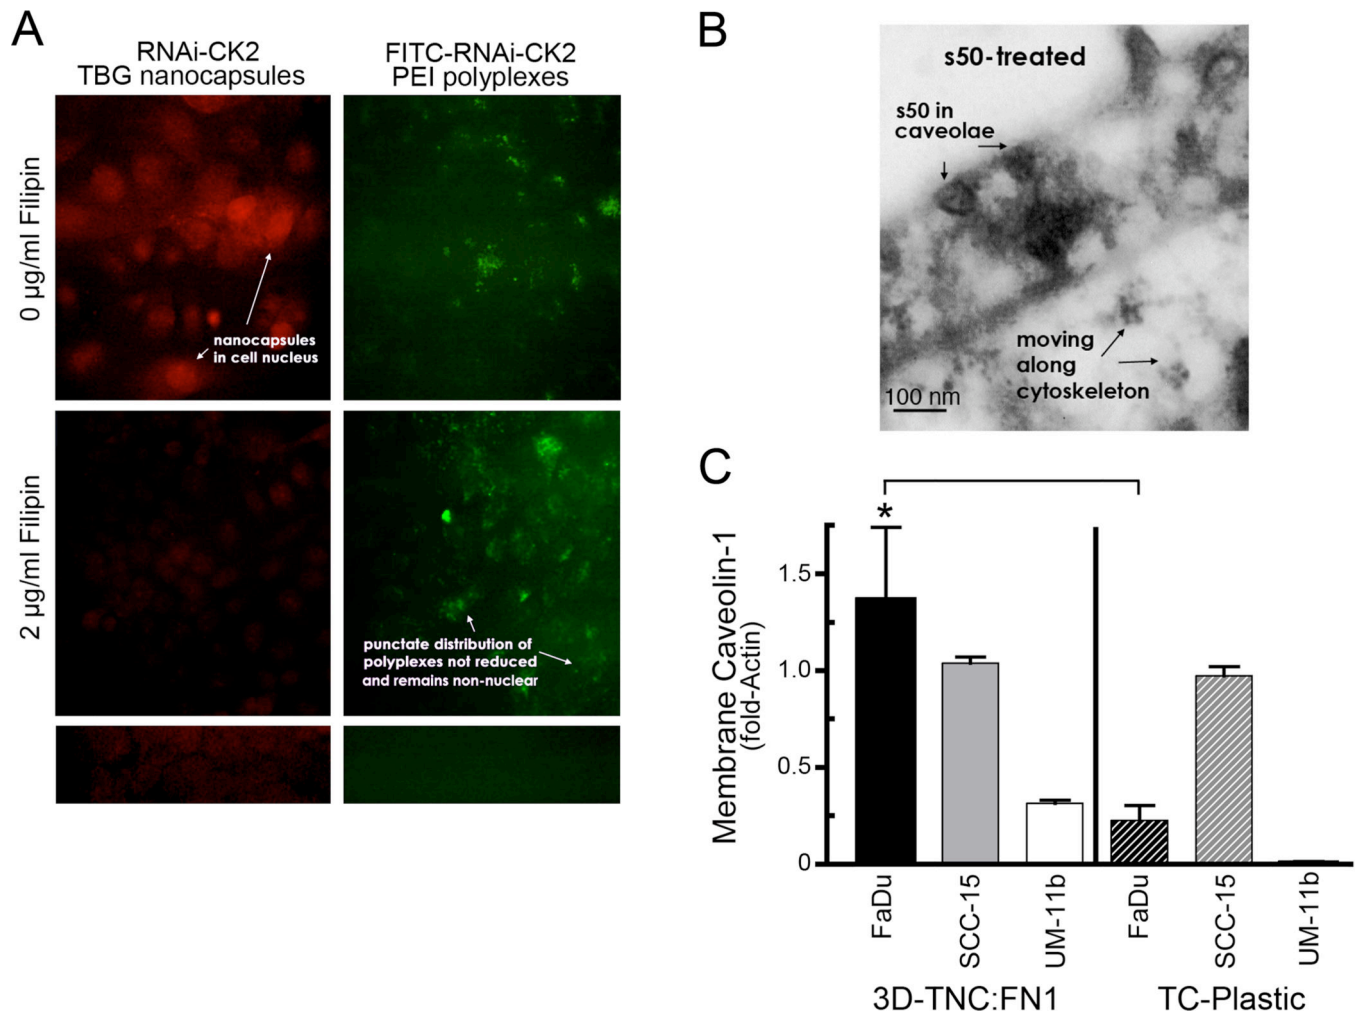 A
RNAi-CK2
TBG nanocapsules
FITC-RNAi-CK2
PEI polyplexes
0 µg/ml Filipin
nanocapsules
in cell nucleus
2 µg/ml Filipin
punctate distribution of
polyplexes not reduced
and remains non-nuclear
B
s50-treated
s50 in
caveolae
moving
along
cytoskeleton
100 nm
C
*
Membrane Caveolin-1
(fold-Actin)
1.5
1.0
0.5
0
FaDu
SCC-15
UM-11b
FaDu
SCC-15
UM-11b
3D-TNC:FN1
TC-Plastic